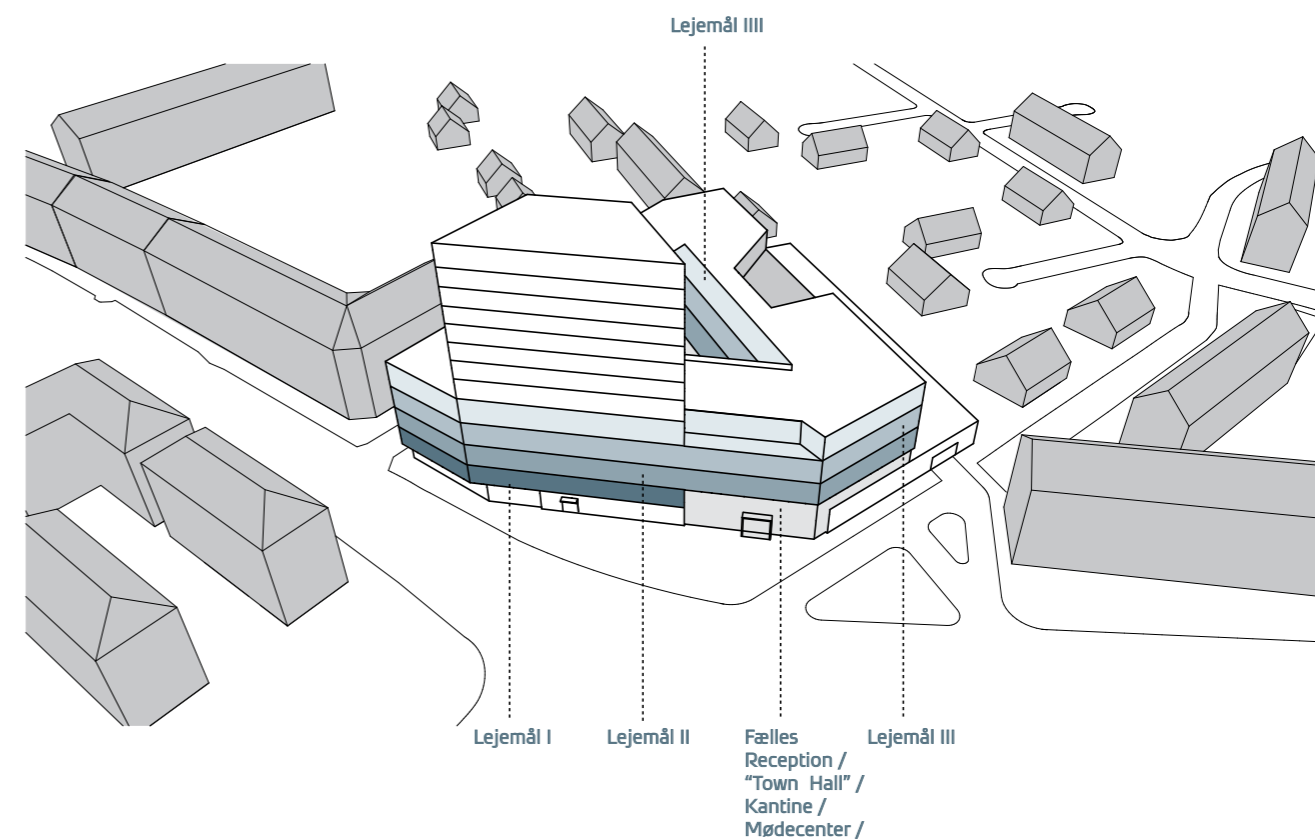 Lejemål IIII
Lejemål I
Lejemål II
Fælles
Reception /
“Town Hall” /
Kantine /
Mødecenter /
Lejemål III